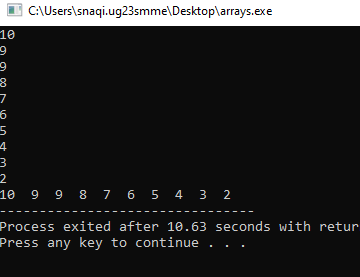 C:\Users\snaqi.ug23smme\Desktop\arrays.exe
10
9
9
8
7
6
5
4
3
2
10 9 9 8 7 6 5 4 3 2
--------------------------------
Process exited after 10.63 seconds with retur
Press any key to continue . . .